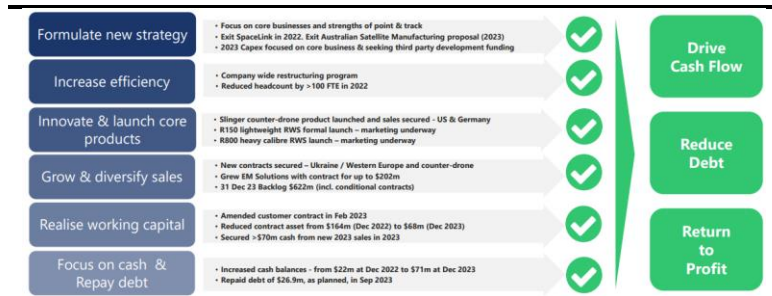 Formulate new strategy
• Focus on core businesses and strengths of point & track
• Exit SpaceLink in 2022. Exit Australian Satellite Manufacturing proposal (2023)
• 2023 Capex focused on core business & seeking third party development funding
Increase efficiency
• Company wide restructuring program
• Reduced headcount by >100 FTE in 2022
Innovate & launch core
products
• Slinger counter-drone product launched and sales secured - US & Germany
• R150 lightweight RWS formal launch – marketing underway
• R800 heavy calibre RWS launch – marketing underway
Grow & diversify sales
• New contracts secured – Ukraine / Western Europe and counter-drone
• Grew EM Solutions with contract for up to $202m
• 31 Dec 23 Backlog $622m (incl. conditional contracts)
Realise working capital
• Amended customer contract in Feb 2023
• Reduced contract asset from $164m (Dec 2022) to $68m (Dec 2023)
• Secured >$70m cash from new 2023 sales in 2023
Focus on cash &
Repay debt
• Increased cash balances - from $22m at Dec 2022 to $71m at Dec 2023
• Repaid debt of $26.9m, as planned, in Sep 2023
Drive
Cash Flow
Reduce
Debt
Return
to
Profit